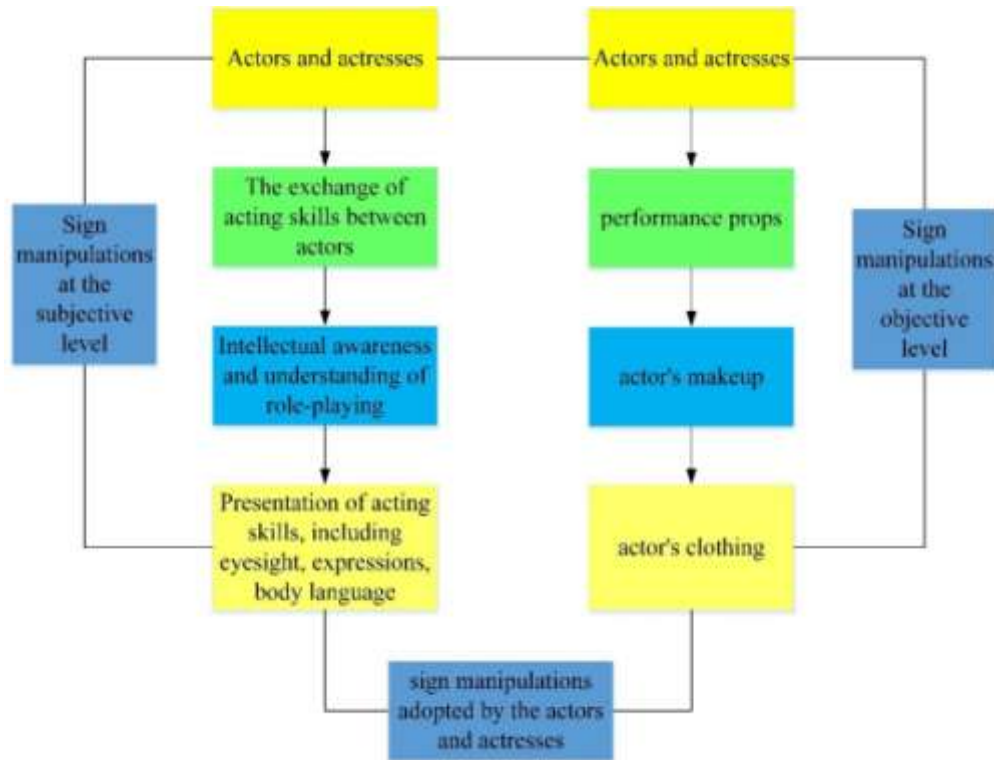 Actors and actresses
Actors and actresses
The exchange of
acting skills between
actors
performance props
Sign
manipulations
at the
subjective
level
Sign
manipulations
at the
objective
level
Intellectual awareness
and understanding of
role-playing
actor's makeup
Presentation of acting
skills, including
eyesight, expressions,
body language
actor's clothing
sign manipulations
adopted by the actors
and actresses